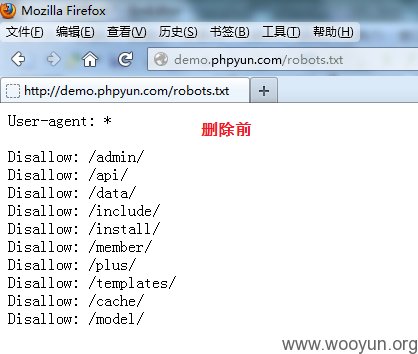 Mozilla Firefox
文件(F) 编辑(E) 查看(V) 历史(S) 书签(B) 工具(T) 帮助(H)
demo.phpyun.com/robots.txt
http://demo.phpyun.com/robots.txt +
User-agent: *
删除前
Disallow: /admin/
Disallow: /api/
Disallow: /data/
Disallow: /include/
Disallow: /install/
Disallow: /member/
Disallow: /plus/
Disallow: /templates/
Disallow: /cache/
Disallow: /model/
www.wooyun.org